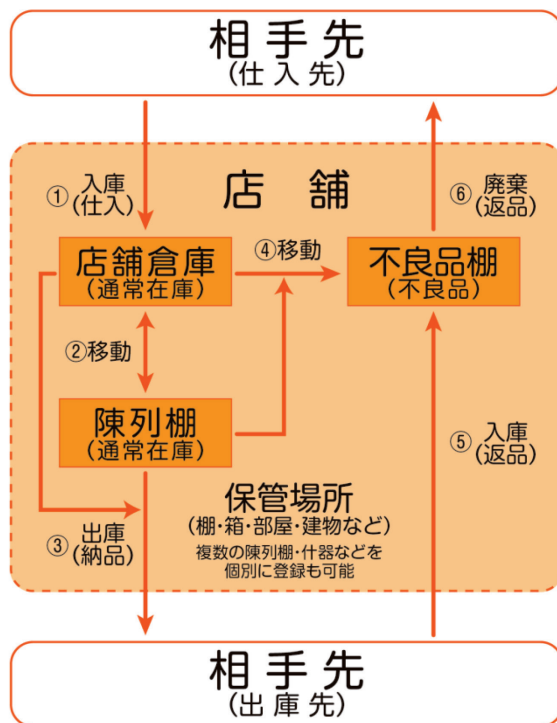 相手先
(仕入先)
店舗
① 入庫
(仕入)
⑥ 廃棄
(返品)
店舗倉庫
(通常在庫)
④移動
不良品棚
(不良品)
②移動
陳列棚
(通常在庫)
⑤ 入庫
(返品)
保管場所
(棚・箱・部屋・建物など)
複数の陳列棚・什器などを
個別に登録も可能
③ 出庫
(納品)
相手先
(出庫先)